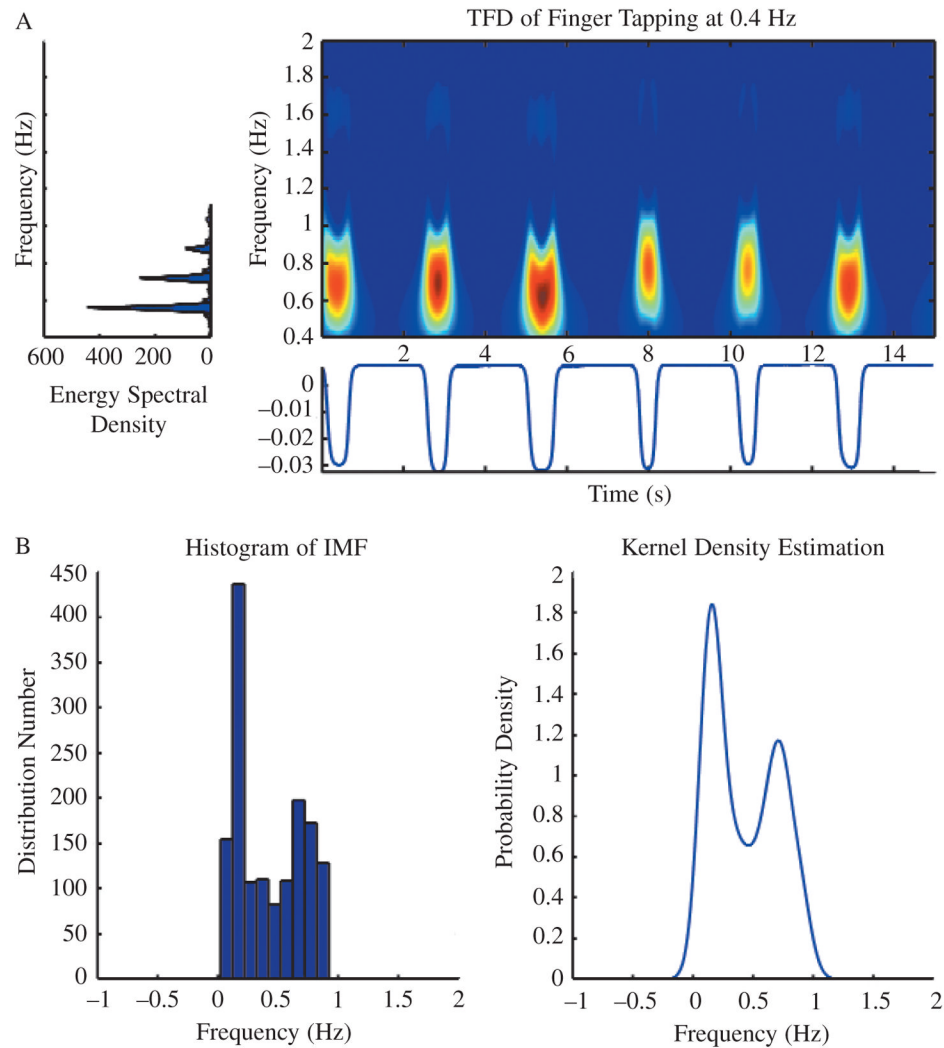 A
TFD of Finger Tapping at 0.4 Hz
Frequency (Hz)
600 400 200 0
Energy Spectral
Density
Frequency (Hz)
2
1.8
1.6
1.4
1.2
1
0.8
0.6
0.4
2 4 6 8 10 12 14
0
−0.01
−0.02
−0.03
Time (s)
B
Histogram of IMF
Distribution Number
450
400
350
300
250
200
150
100
50
0
−1 −0.5 0 0.5 1 1.5 2
Frequency (Hz)
Kernel Density Estimation
Probability Density
2
1.8
1.6
1.4
1.2
1
0.8
0.6
0.4
0.2
0
−1 −0.5 0 0.5 1 1.5 2
Frequency (Hz)